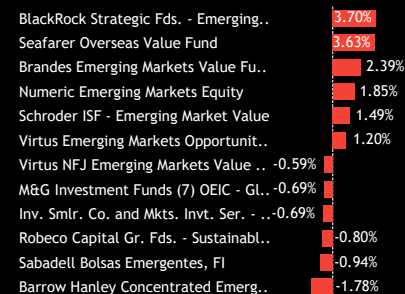 BlackRock Strategic Fds. - Emerging.. 3.70%
Seafarer Overseas Value Fund 3.63%
Brandes Emerging Markets Value Fu.. 2.39%
Numeric Emerging Markets Equity 1.85%
Schroder ISF - Emerging Market Value 1.49%
Virtus Emerging Markets Opportunit.. 1.20%
Virtus NFJ Emerging Markets Value .. -0.59%
M&G Investment Funds (7) OEIC - Gl.. -0.69%
Inv. Smlr. Co. and Mkts. Invt. Ser. - .. -0.69%
Robeco Capital Gr. Fds. - Sustainabl.. -0.80%
Sabadell Bolsas Emergentes, FI -0.94%
Barrow Hanley Concentrated Emerg.. -1.78%